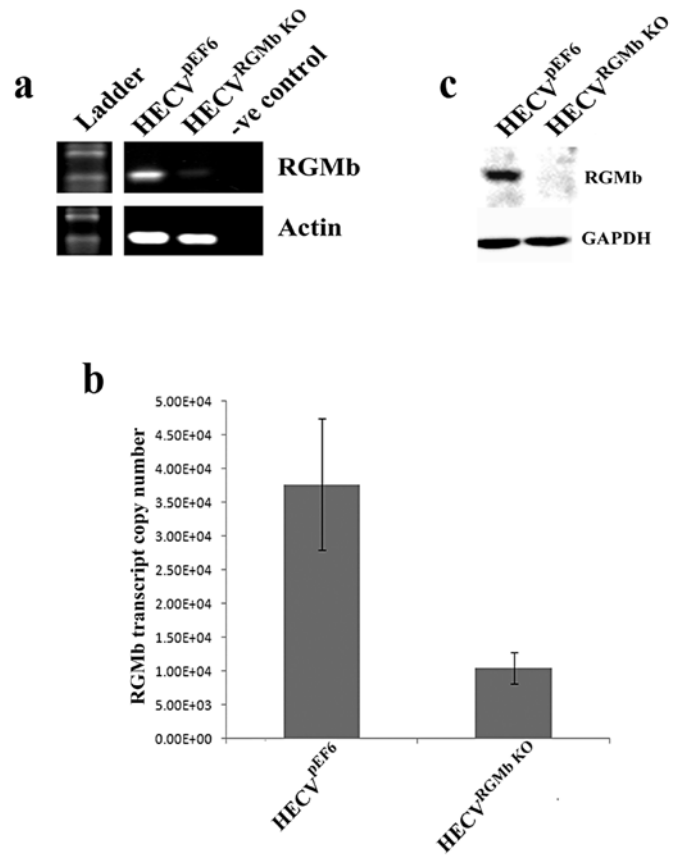 a
Ladder
HECV^pEF6
HECV^RGMb KO
-ve control
RGMb
Actin
c
HECV^pEF6
HECV^RGMb KO
RGMb
GAPDH
b
RGMb transcript copy number
5.00E+04
4.50E+04
4.00E+04
3.50E+04
3.00E+04
2.50E+04
2.00E+04
1.50E+04
1.00E+04
5.00E+03
0.00E+00
HECV^pEF6
HECV^RGMb KO